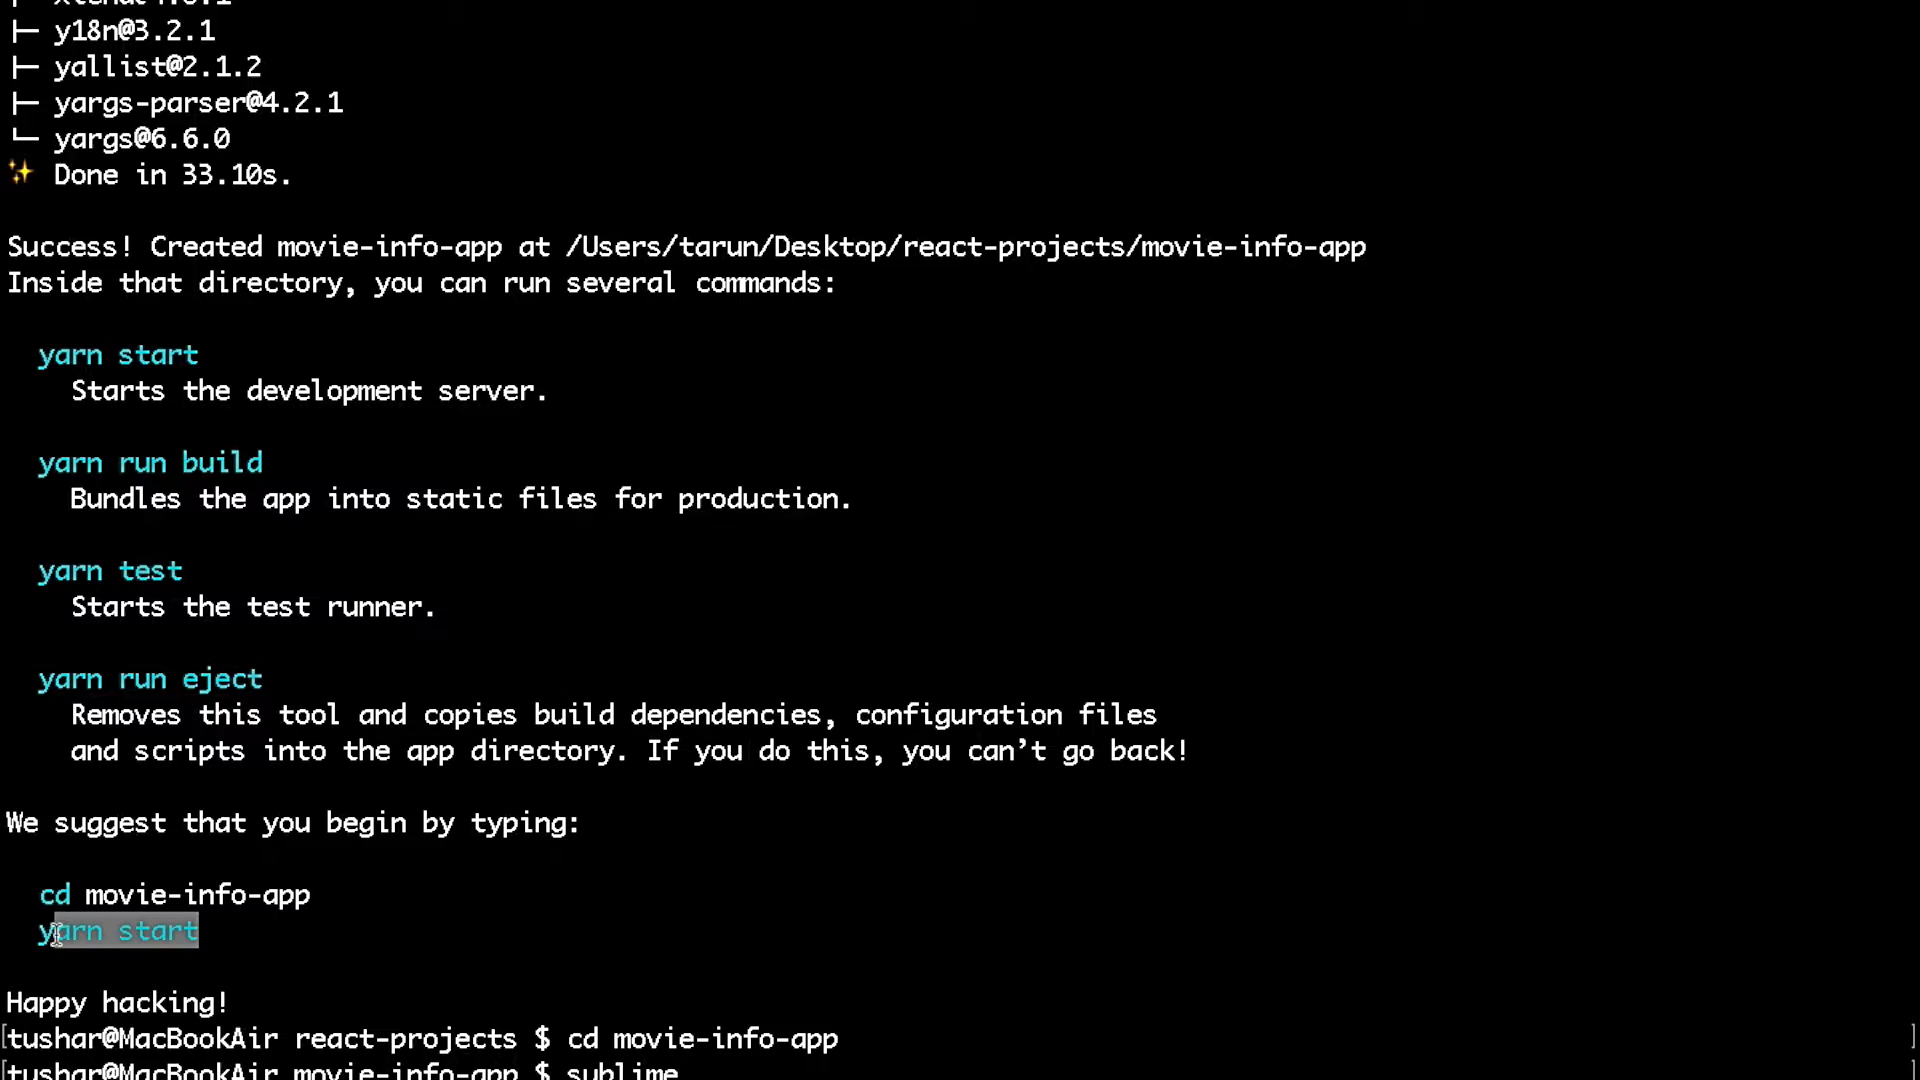 ├─ y18n@3.2.1
├─ yallist@2.1.2
├─ yargs-parser@4.2.1
└─ yargs@6.6.0
✨ Done in 33.10s.
Success! Created movie-info-app at /Users/tarun/Desktop/react-projects/movie-info-app
Inside that directory, you can run several commands:
yarn start
Starts the development server.
yarn run build
Bundles the app into static files for production.
yarn test
Starts the test runner.
yarn run eject
Removes this tool and copies build dependencies, configuration files
and scripts into the app directory. If you do this, you can’t go back!
We suggest that you begin by typing:
cd movie-info-app
yarn start
Happy hacking!
[tushar@MacBookAir react-projects $ cd movie-info-app ]
[tushar@MacBookAir movie-info-app $ sublime ]